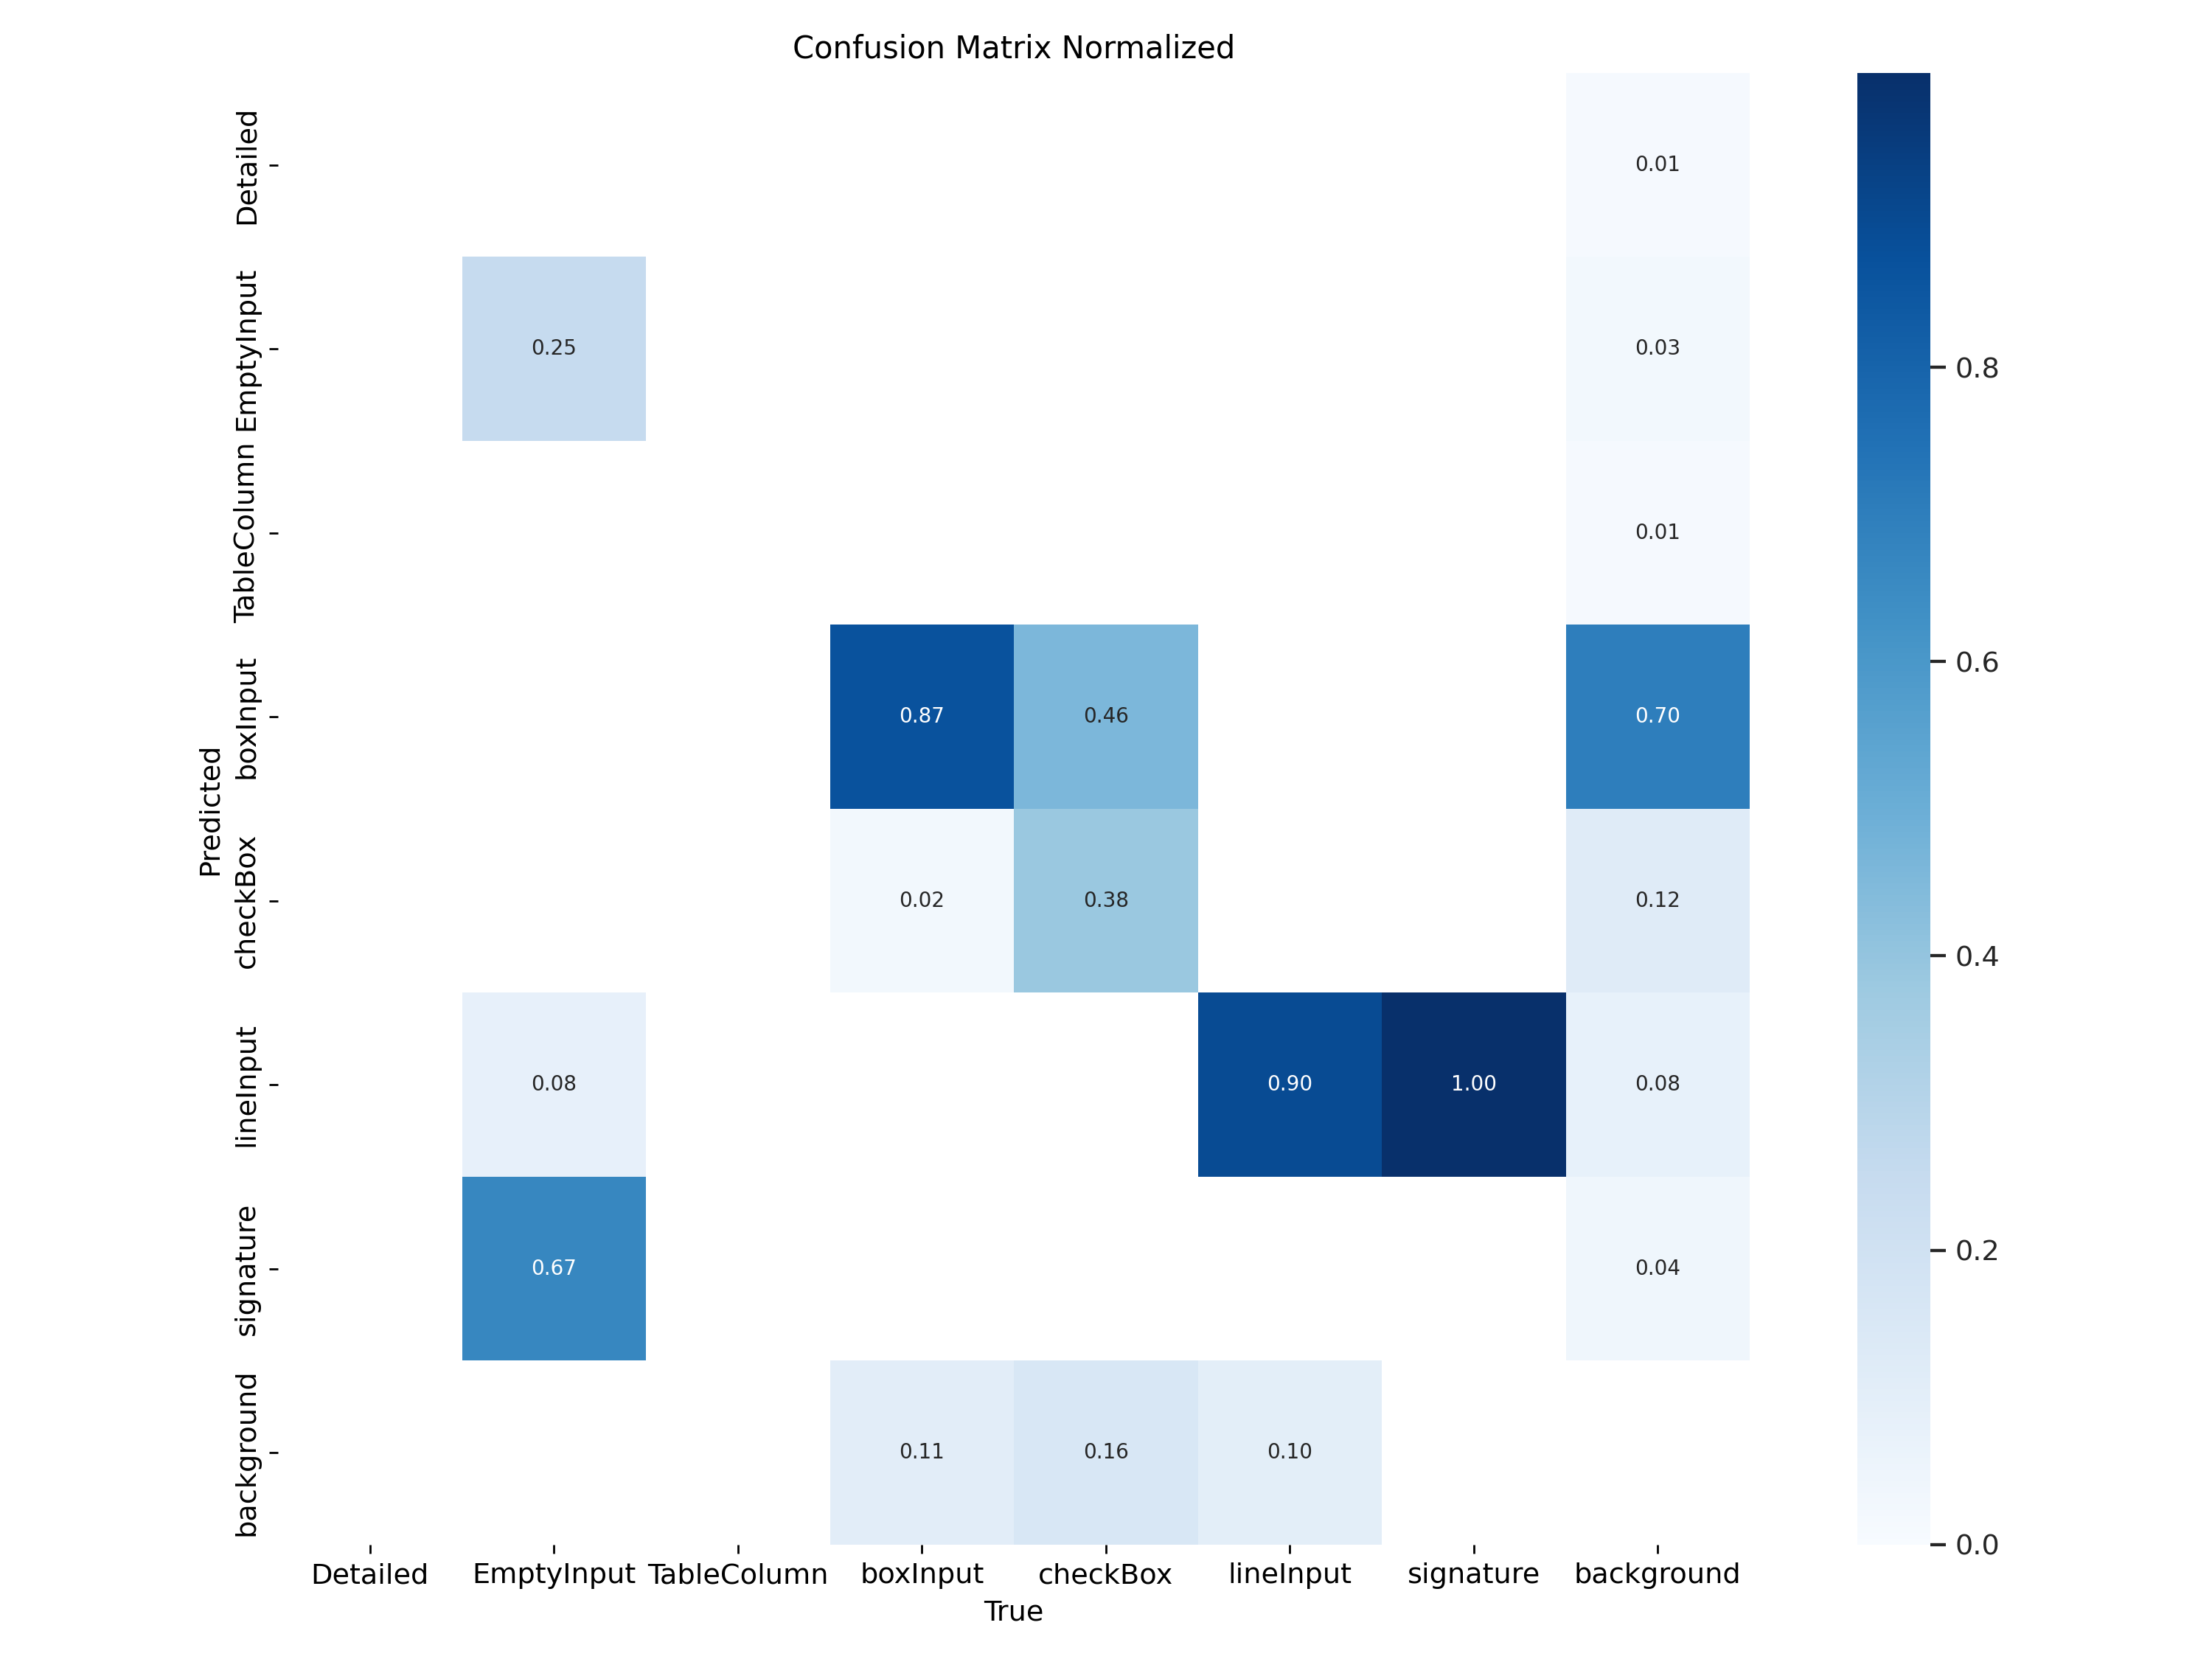 Confusion Matrix Normalized
Detailed
0.01
EmptyInput
0.25
0.03
TableColumn
0.01
boxInput
0.87
0.46
0.70
checkBox
0.02
0.38
0.12
lineInput
0.08
0.90
1.00
0.08
signature
0.67
0.04
background
0.11
0.16
0.10
Predicted
Detailed
EmptyInput
TableColumn
boxInput
checkBox
lineInput
signature
background
True
0.8
0.6
0.4
0.2
0.0